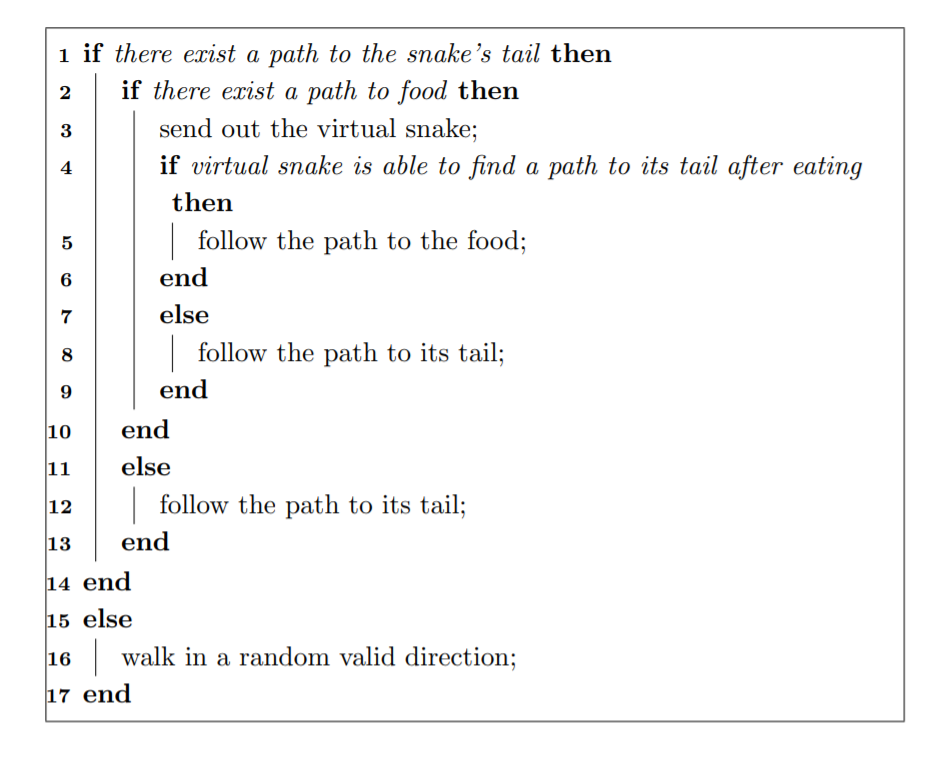 1 if there exist a path to the snake's tail then
2 if there exist a path to food then
3 send out the virtual snake;
4 if virtual snake is able to find a path to its tail after eating
then
5 follow the path to the food;
6 end
7 else
8 follow the path to its tail;
9 end
10 end
11 else
12 follow the path to its tail;
13 end
14 end
15 else
16 walk in a random valid direction;
17 end